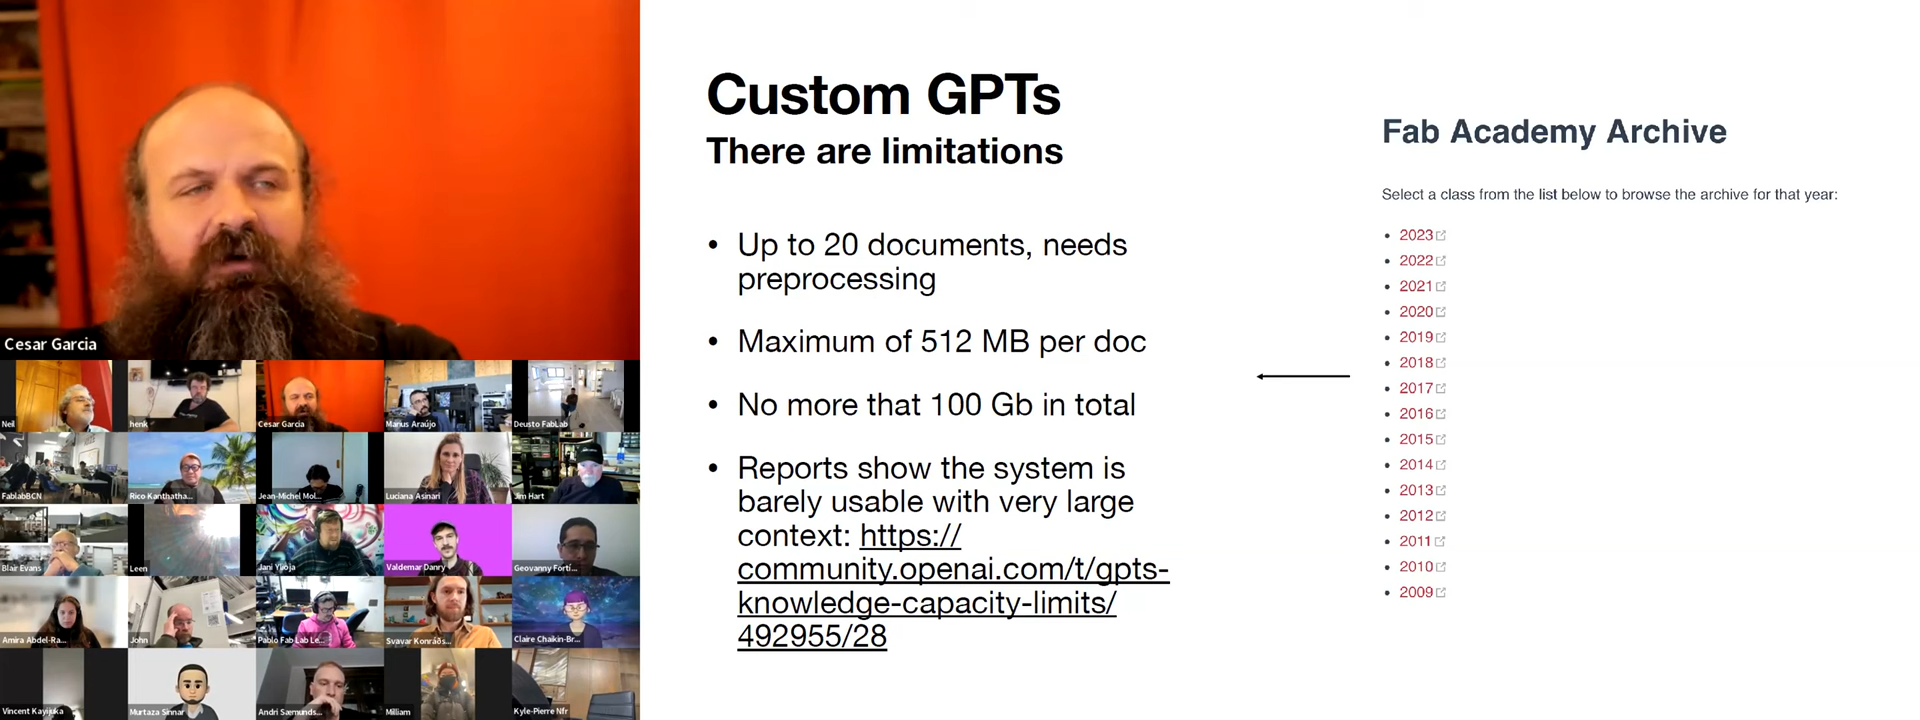 Cesar Garcia
Neil
henk
Cesar Garcia
Marius Araújo
Deusto FabLab
FablabBCN
Rico Kanthatha...
Jean-Michel Mol...
Luciana Asinari
Jim Hart
Blair Evans
Leen
Jani Ylioja
Valdemar Danry
Geovanny Fortí...
Amira Abdel-Ra...
John
Pablo Fab Lab Le...
Svavar Konráðs...
Claire Chaikin-Br...
Vincent Kayijuka
Murtaza Sinnar
Andri Sæmunds...
Milliam
Kyle-Pierre Nfr
Custom GPTs
There are limitations
• Up to 20 documents, needs
preprocessing
• Maximum of 512 MB per doc
• No more that 100 Gb in total
• Reports show the system is
barely usable with very large
context: https://
community.openai.com/t/gpts-
knowledge-capacity-limits/
492955/28
Fab Academy Archive
Select a class from the list below to browse the archive for that year:
• 2023
• 2022
• 2021
• 2020
• 2019
• 2018
• 2017
• 2016
• 2015
• 2014
• 2013
• 2012
• 2011
• 2010
• 2009